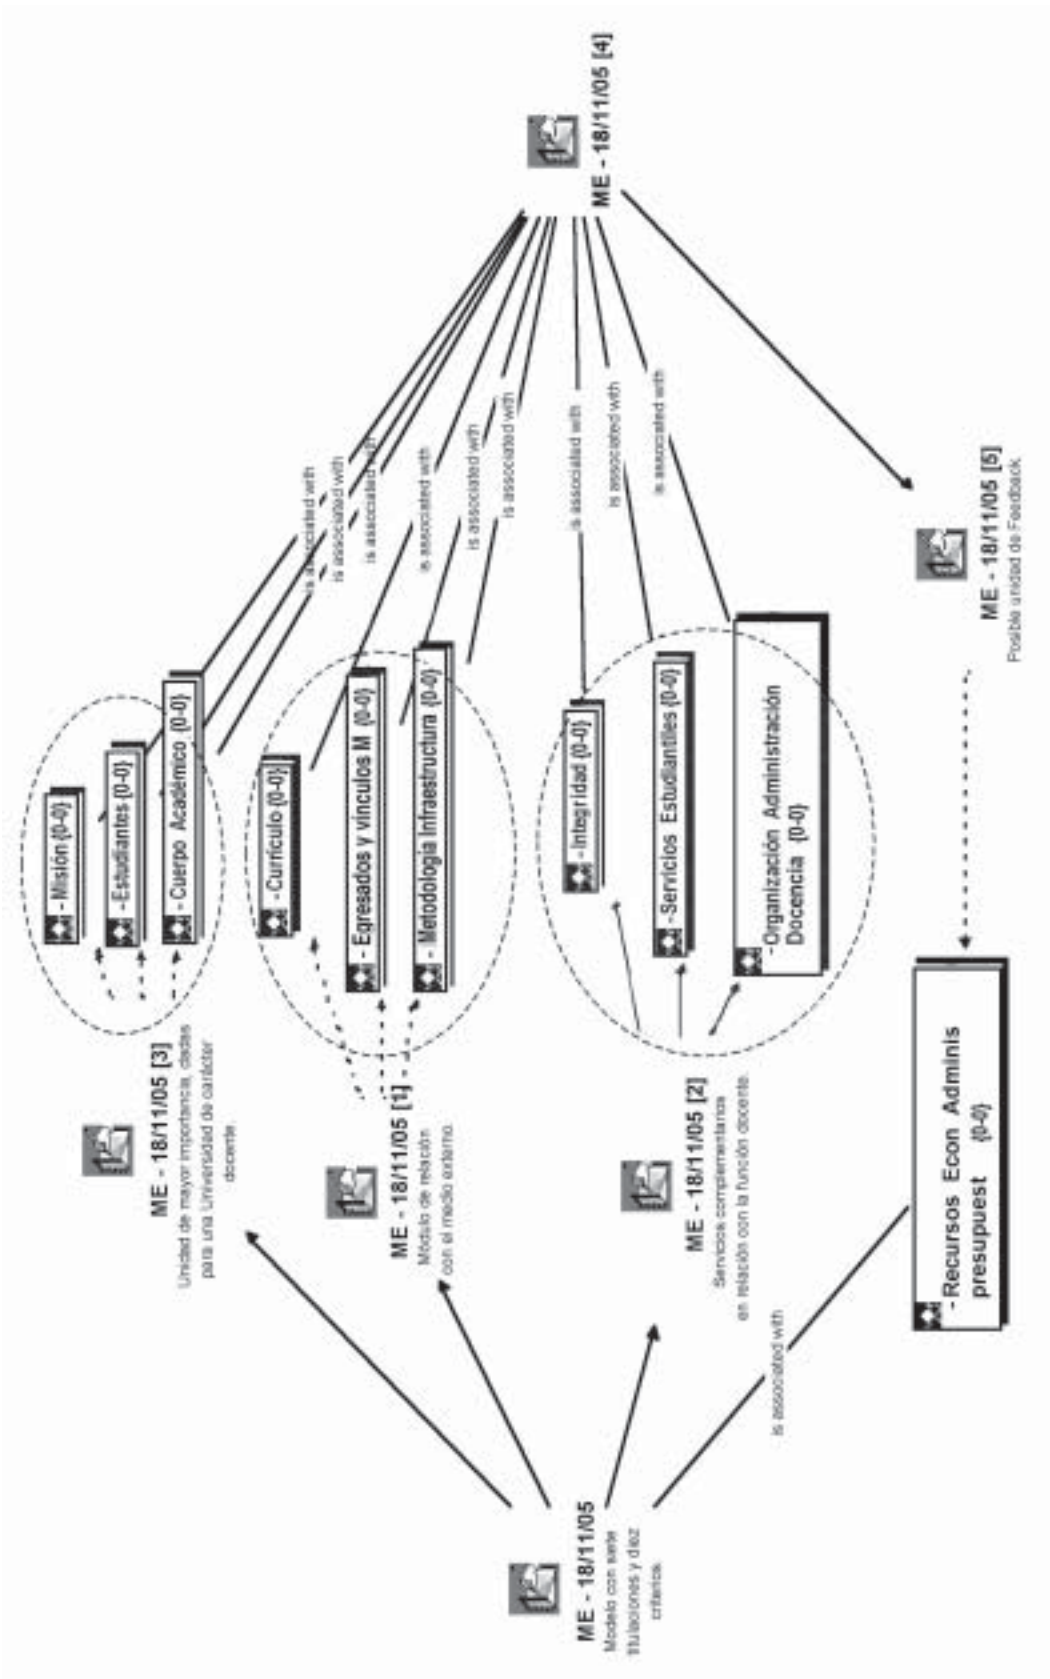 ME - 18/11/05
Modelo con siete
titulaciones y diez
criterios.
ME - 18/11/05 [3]
Unidad de mayor importancia, dadas
para una Universidad de carácter
docente.
- Misión {0-0}
-Estudiantes {0-0}
- Cuerpo Académico {0-0}
ME - 18/11/05 [1]
Módulo de relación
con el medio externo.
- Currículo {0-0}
- Egresados y vínculos M {0-0}
- Metodología Infraestructura {0-0}
ME - 18/11/05 [2]
Servicios complementarios
en relación con la función docente.
- Integridad {0-0}
-Servicios Estudiantiles {0-0}
-Organización Administración
Docencia {0-0}
is associated with
-Recursos Econ Adminis
presupuest {0-0}
is associated with
is associated with
is associated with
is associated with
is associated with
is associated with
is associated with
is associated with
is associated with
ME - 18/11/05 [4]
ME - 18/11/05 [5]
Posible unidad de Feedback.